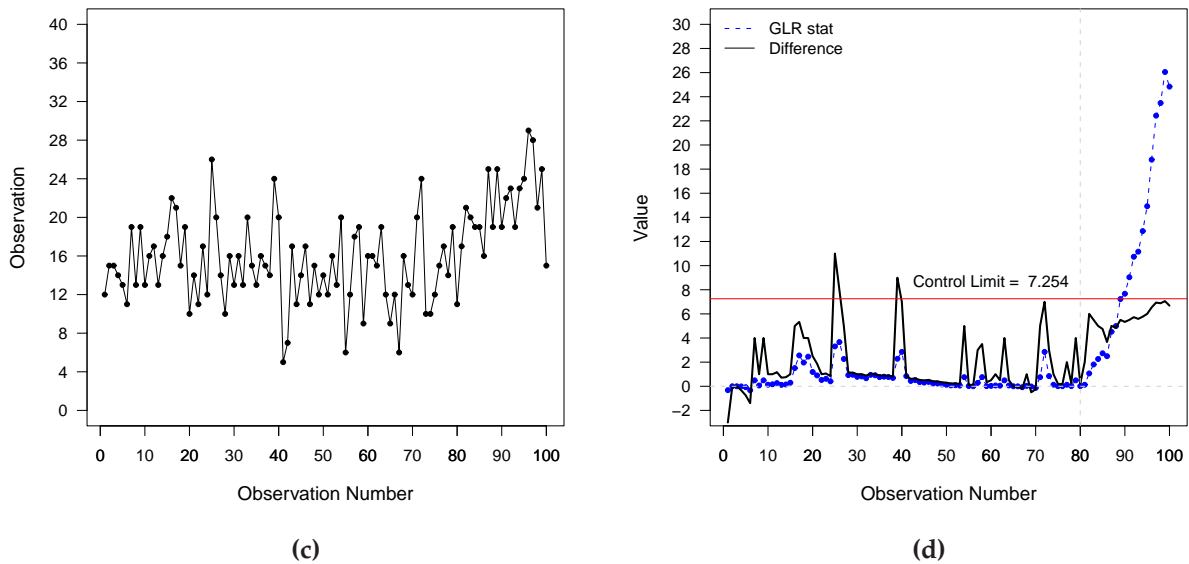 40
36
32
28
24
20
16
12
8
4
0
Observation
0 10 20 30 40 50 60 70 80 90 100
Observation Number
(c)
30
28
26
24
22
20
18
16
14
12
10
8
6
4
2
0
−2
Value
GLR stat
Difference
Control Limit = 7.254
0 10 20 30 40 50 60 70 80 90 100
Observation Number
(d)